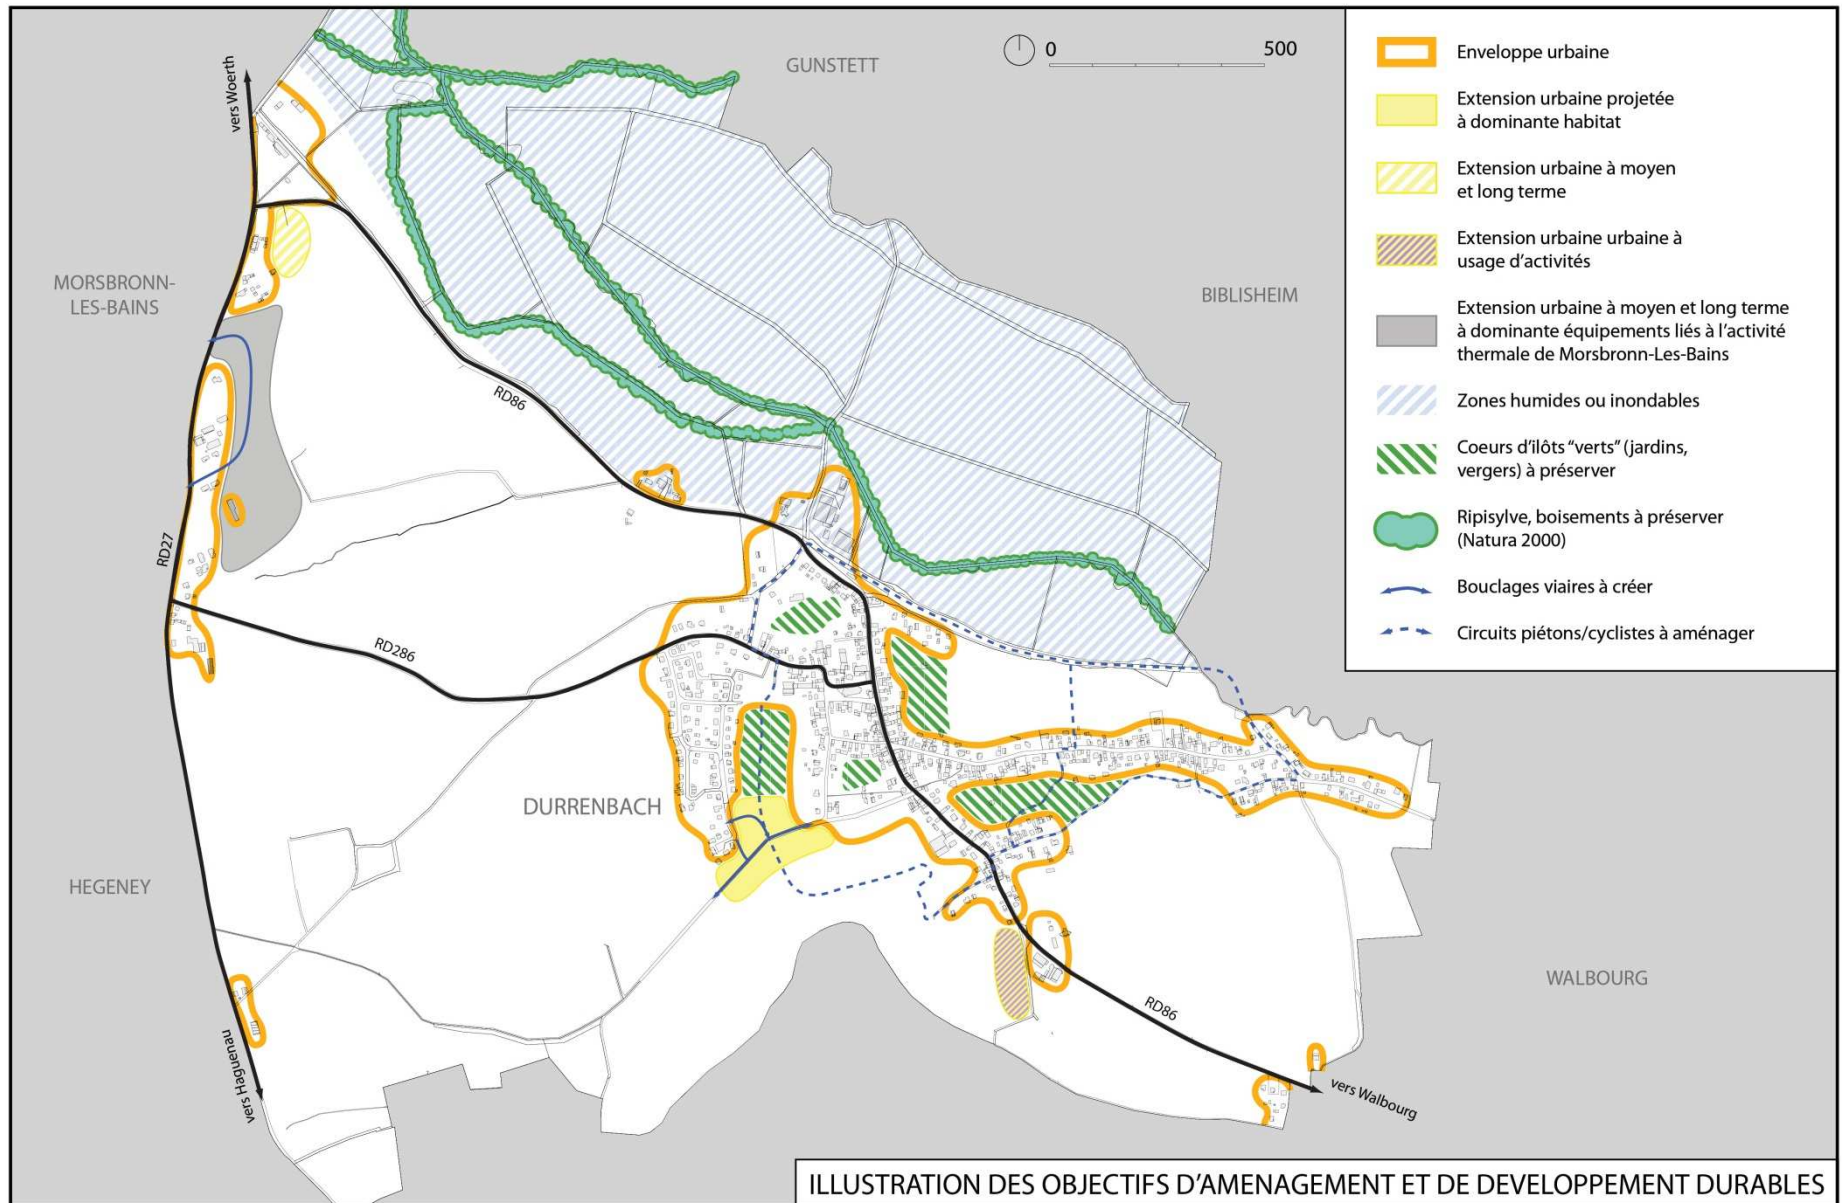 GUNSTETT
0
500
vers Woerth
MORSBRONN-
LES-BAINS
BIBLISHEIM
RD86
RD27
RD286
DURRENBACH
HEGENEY
WALBOURG
RD86
vers Haguenau
vers Walbourg
Enveloppe urbaine
Extension urbaine projetée
à dominante habitat
Extension urbaine à moyen
et long terme
Extension urbaine urbaine à
usage d'activités
Extension urbaine à moyen et long terme
à dominante équipements liés à l'activité
thermale de Morsbronn-Les-Bains
Zones humides ou inondables
Coeurs d'ilôts "verts" (jardins,
vergers) à préserver
Ripisylve, boisements à préserver
(Natura 2000)
Bouclages viaires à créer
Circuits piétons/cyclistes à aménager
ILLUSTRATION DES OBJECTIFS D'AMENAGEMENT ET DE DEVELOPPEMENT DURABLES